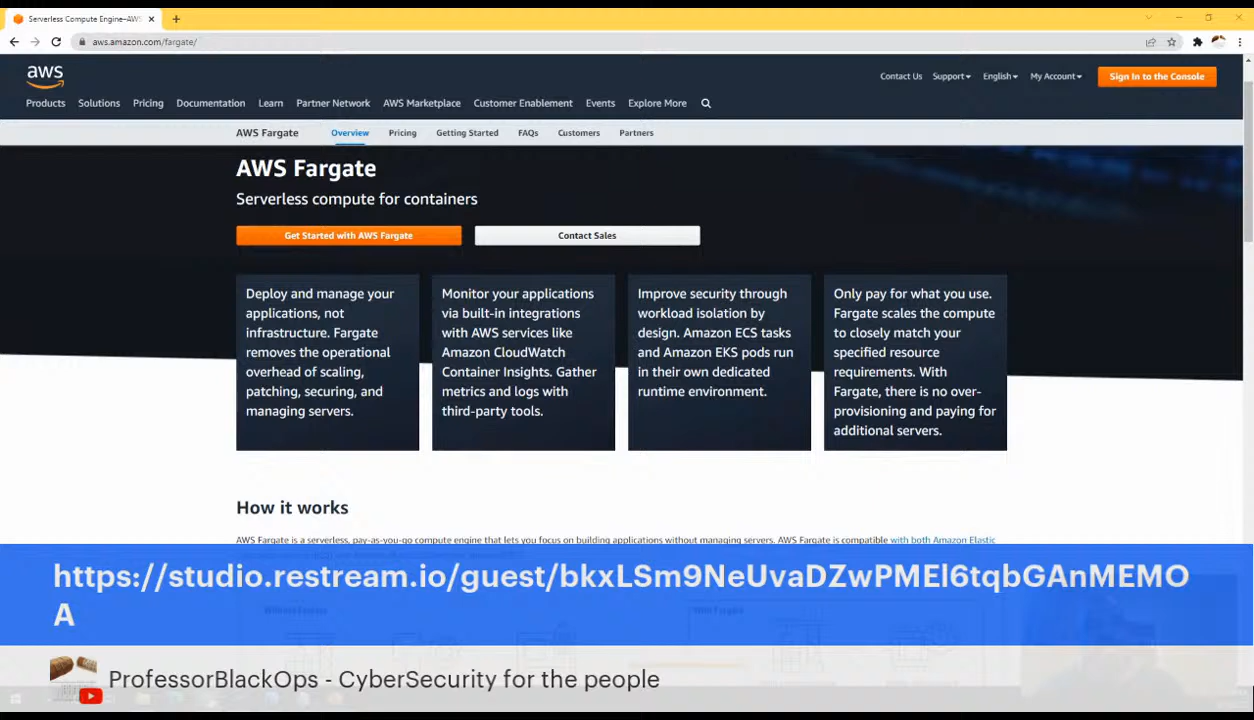 Serverless Compute Engine–AWS
aws.amazon.com/fargate/
aws
Contact Us Support English My Account Sign In to the Console
Products Solutions Pricing Documentation Learn Partner Network AWS Marketplace Customer Enablement Events Explore More
AWS Fargate Overview Pricing Getting Started FAQs Customers Partners
AWS Fargate
Serverless compute for containers
Get Started with AWS Fargate Contact Sales
Deploy and manage your
applications, not
infrastructure. Fargate
removes the operational
overhead of scaling,
patching, securing, and
managing servers.
Monitor your applications
via built-in integrations
with AWS services like
Amazon CloudWatch
Container Insights. Gather
metrics and logs with
third-party tools.
Improve security through
workload isolation by
design. Amazon ECS tasks
and Amazon EKS pods run
in their own dedicated
runtime environment.
Only pay for what you use.
Fargate scales the compute
to closely match your
specified resource
requirements. With
Fargate, there is no over-
provisioning and paying for
additional servers.
How it works
AWS Fargate is a serverless, pay-as-you-go compute engine that lets you focus on building applications without managing servers. AWS Fargate is compatible with both Amazon Elastic
https://studio.restream.io/guest/bkxLSm9NeUvaDZwPMEl6tqbGAnMEMO
A
ProfessorBlackOps - CyberSecurity for the people